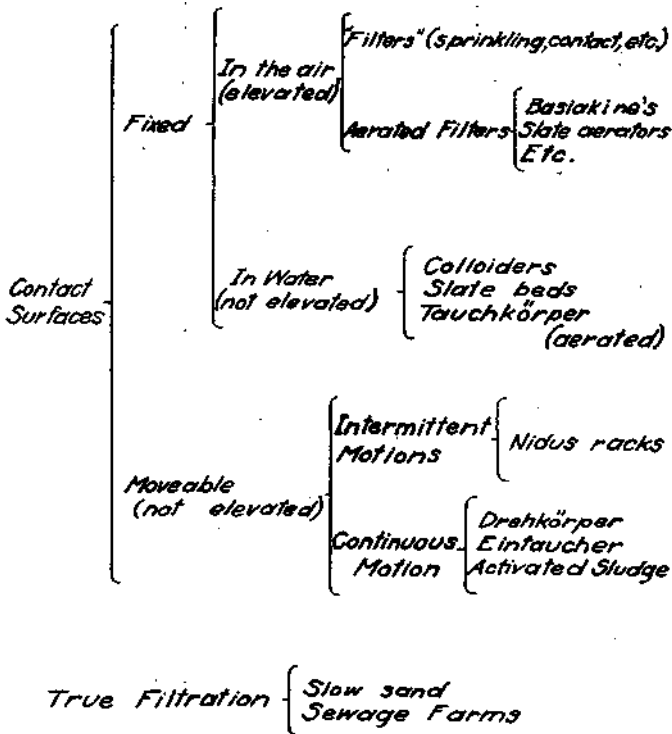 "Filters" (sprinkling, contact, etc.)
In the air
(elevated)
Fixed
Aerated Filters
Basiakine's
Slate aerators
Etc.
In Water
(not elevated)
Colloiders
Slate beds
Tauchkörper
(aerated)
Contact
Surfaces
Moveable
(not elevated)
Intermittent
Motions
Nidus racks
Continuous
Motion
Drehkörper
Eintaucher
Activated Sludge
True Filtration
Slow sand
Sewage Farms